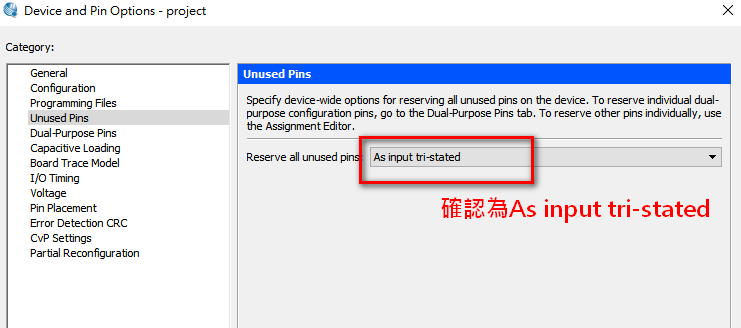 Device and Pin Options - project
Category:
General
Configuration
Programming Files
Unused Pins
Dual-Purpose Pins
Capacitive Loading
Board Trace Model
I/O Timing
Voltage
Pin Placement
Error Detection CRC
CvP Settings
Partial Reconfiguration
Unused Pins
Specify device-wide options for reserving all unused pins on the device. To reserve individual dual-
purpose configuration pins, go to the Dual-Purpose Pins tab. To reserve other pins individually, use
the Assignment Editor.
Reserve all unused pins: As input tri-stated
確認為As input tri-stated